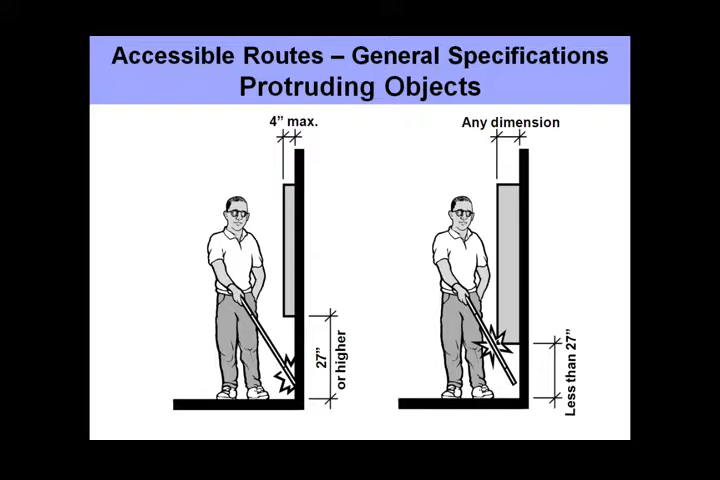 Accessible Routes – General Specifications
Protruding Objects
4” max.
Any dimension
27”
or higher
Less than 27”